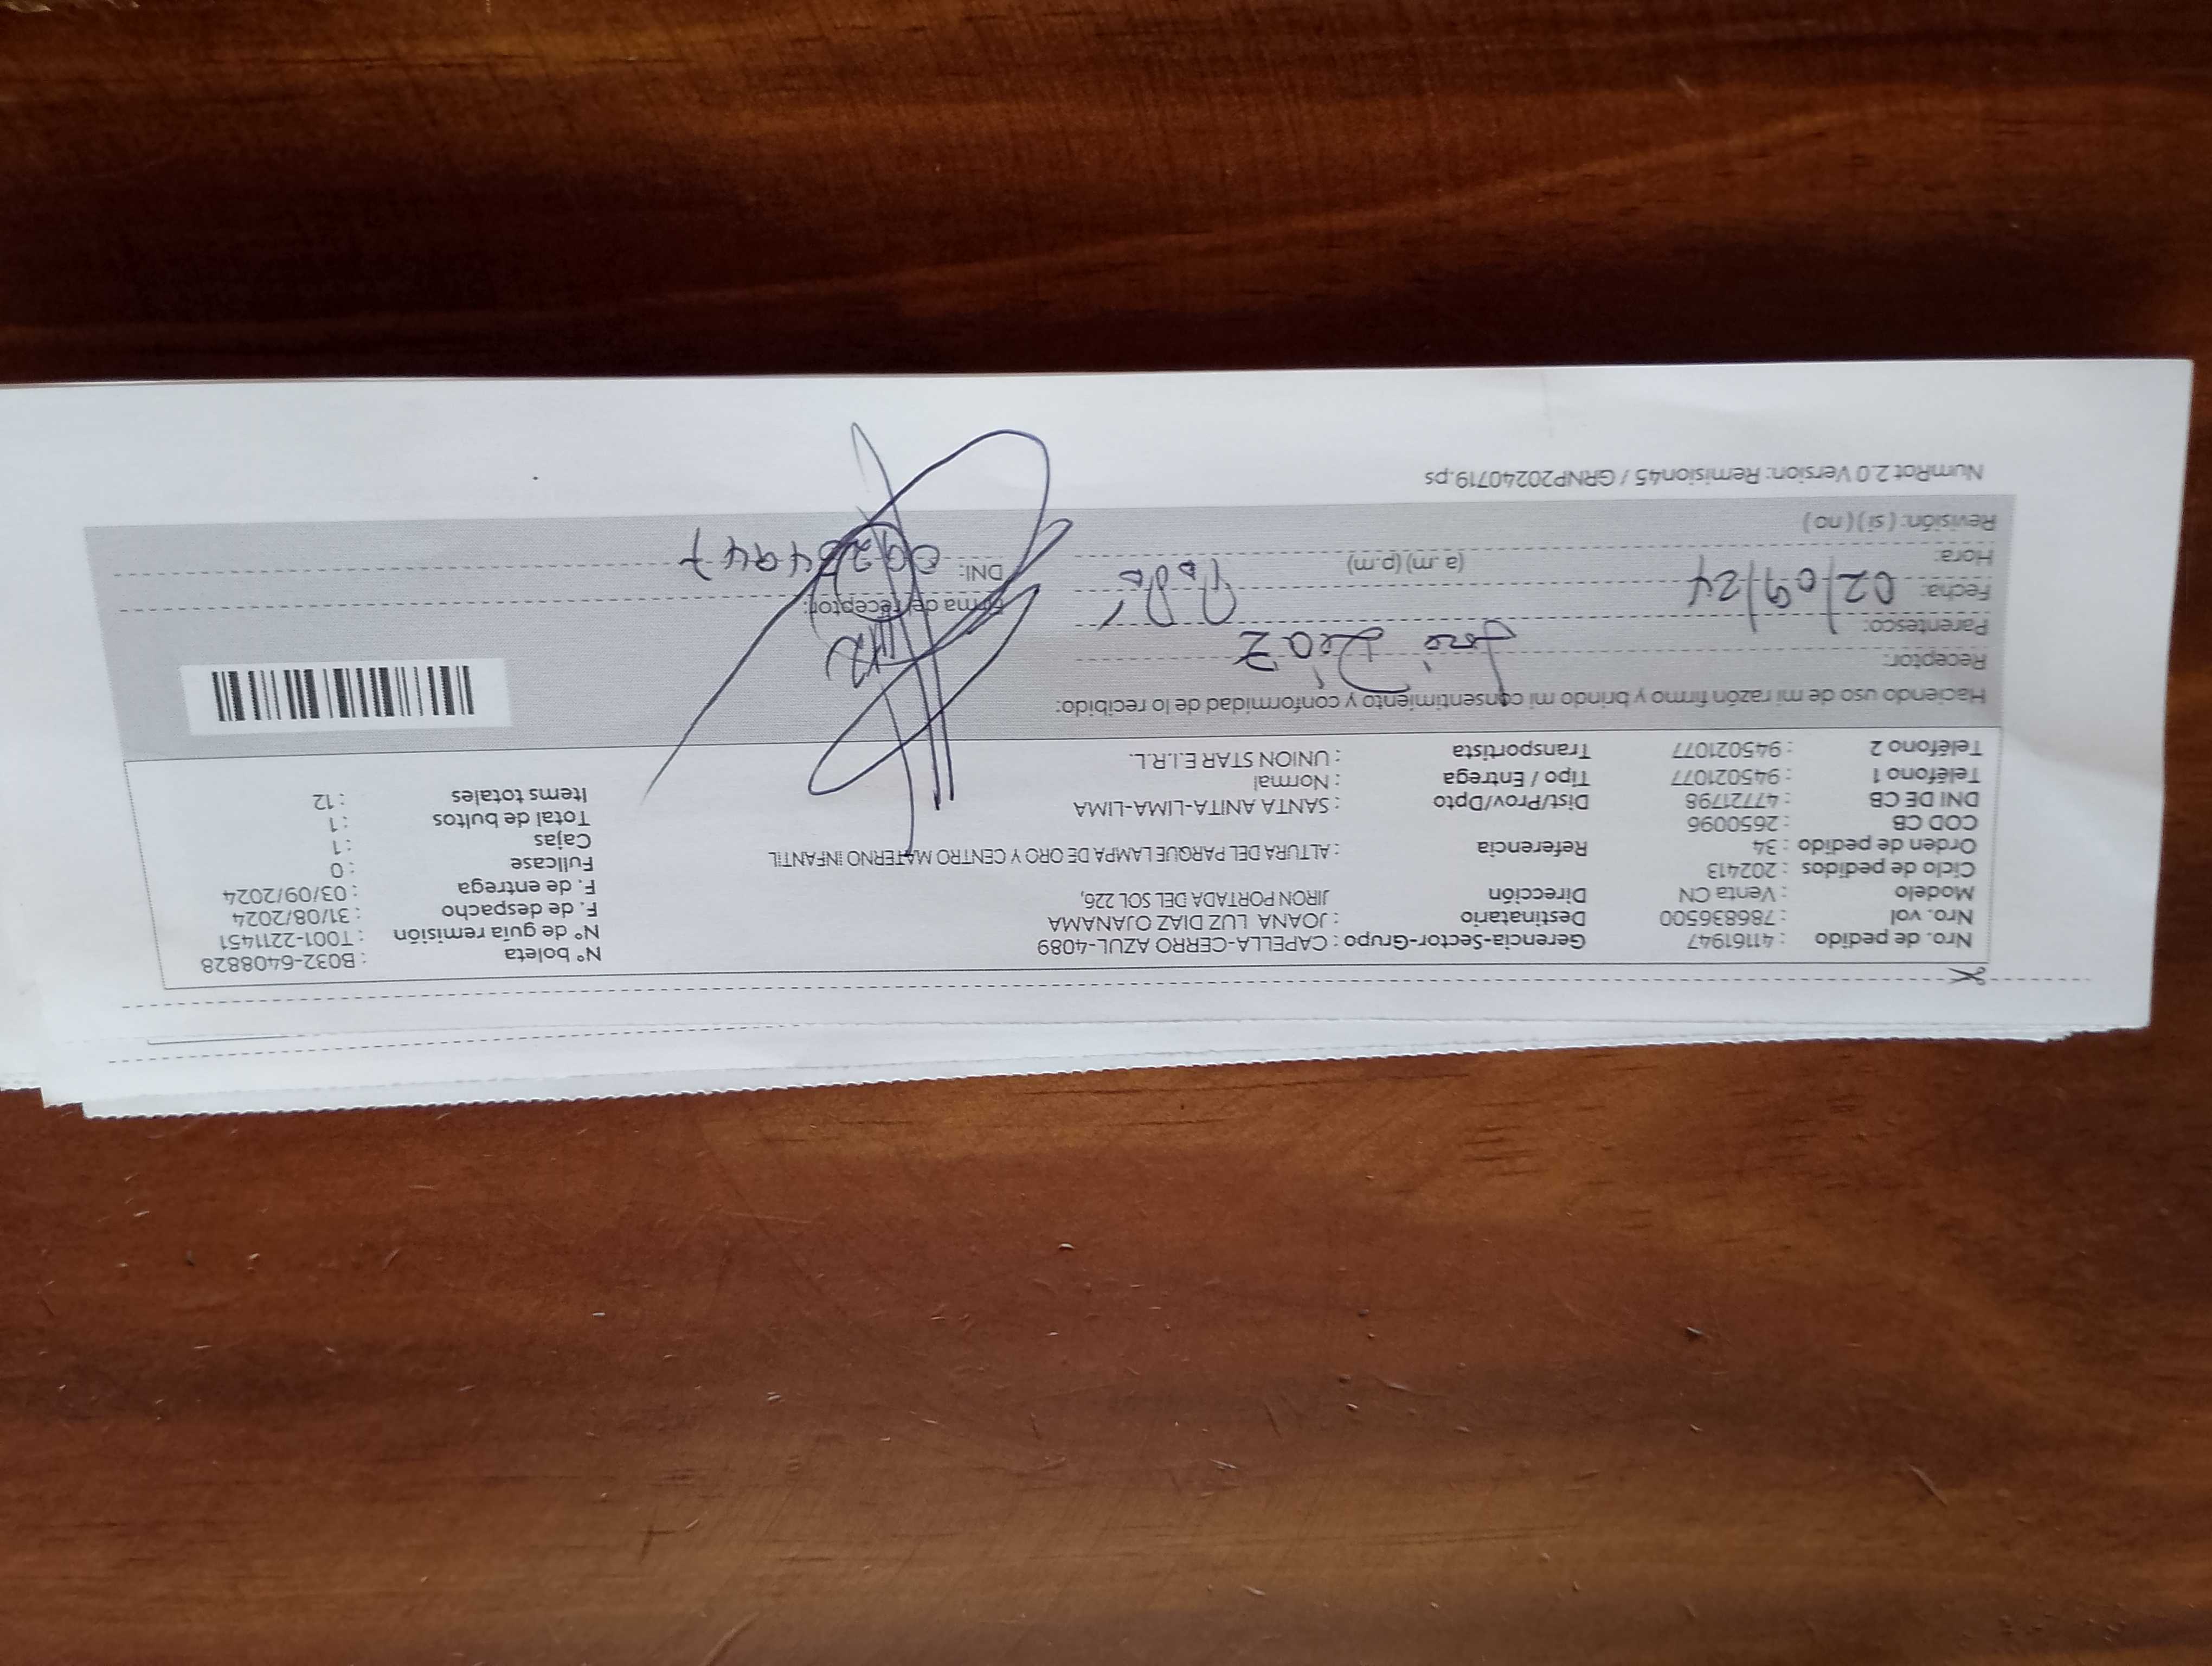 Nro. de pedido : 41161947 Gerencia-Sector-Grupo : CAPELLA-CERRO AZUL-4089 N° boleta : B032-6408828
Nro. vol : 786836500 Destinatario : JOANA LUZ DIAZ OJANAMA N° de guía remisión : T001-2211451
Modelo : Venta CN Dirección JIRON PORTADA DEL SOL 226, F. de despacho : 31/08/2024
Ciclo de pedidos : 202413 F. de entrega : 03/09/2024
Orden de pedido : 34 Referencia : ALTURA DEL PARQUE LAMPA DE ORO Y CENTRO MATERNO INFANTIL Fullcase : 0
COD CB : 2650096 Cajas : 1
DNI DE CB : 47721798 Dist/Prov/Dpto : SANTA ANITA-LIMA-LIMA Total de bultos : 1
Teléfono 1 : 945021077 Tipo / Entrega : Normal Items totales : 12
Teléfono 2 : 945021077 Transportista : UNION STAR E.I.R.L.
Haciendo uso de mi razón firmo y brindo mi consentimiento y conformidad de lo recibido:
Receptor: José Díaz
Parentesco:
Fecha: 02/09/24 Firma del receptor:
Hora: (a.m) (p.m) DNI:
Revisión: ( si ) ( no )
NumRot 2.0 Version: Remision45 / GRNP20240719.ps